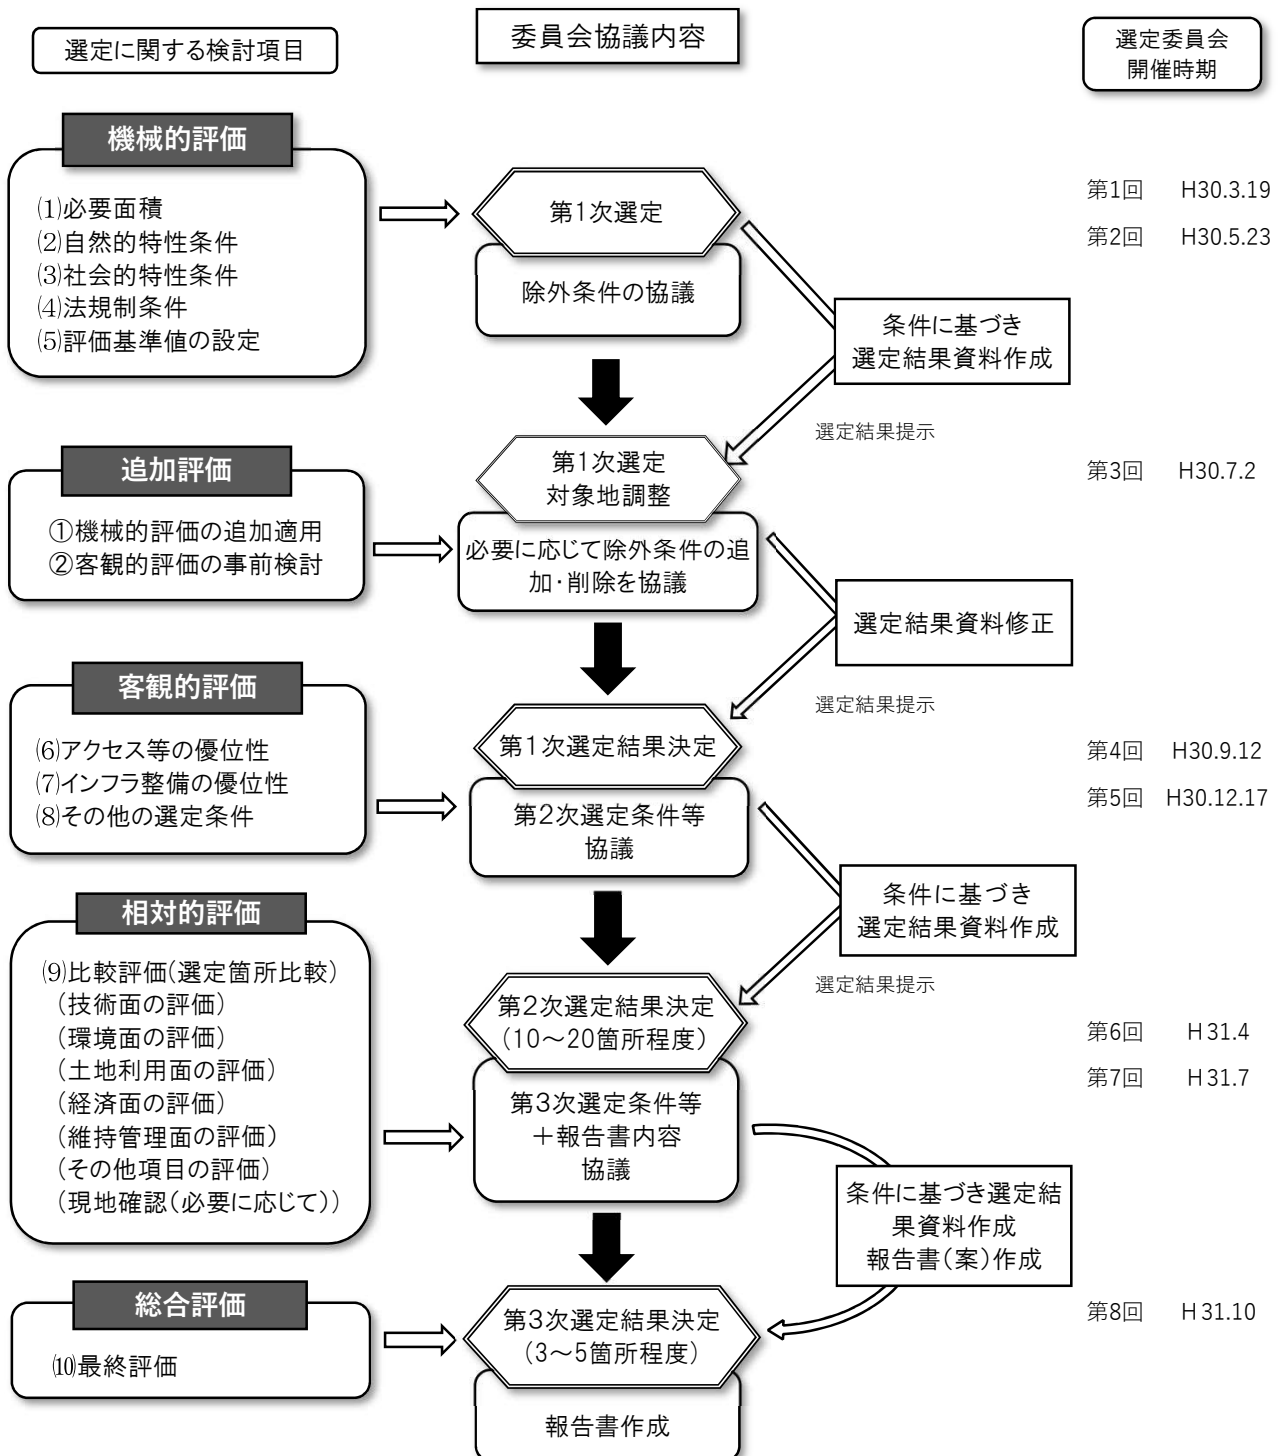 選定に関する検討項目
委員会協議内容
選定委員会
開催時期
機械的評価
⑴必要面積
⑵自然的特性条件
⑶社会的特性条件
⑷法規制条件
⑸評価基準値の設定
第1次選定
除外条件の協議
第1回 H30.3.19
第2回 H30.5.23
条件に基づき
選定結果資料作成
選定結果提示
追加評価
①機械的評価の追加適用
②客観的評価の事前検討
第1次選定
対象地調整
必要に応じて除外条件の追
加・削除を協議
第3回 H30.7.2
選定結果資料修正
選定結果提示
客観的評価
⑹アクセス等の優位性
⑺インフラ整備の優位性
⑻その他の選定条件
第1次選定結果決定
第2次選定条件等
協議
第4回 H30.9.12
第5回 H30.12.17
条件に基づき
選定結果資料作成
選定結果提示
相対的評価
⑼比較評価(選定箇所比較)
(技術面の評価)
(環境面の評価)
(土地利用面の評価)
(経済面の評価)
(維持管理面の評価)
(その他項目の評価)
(現地確認(必要に応じて))
第2次選定結果決定
(10～20箇所程度)
第3次選定条件等
＋報告書内容
協議
第6回 H31.4
第7回 H31.7
条件に基づき選定結
果資料作成
報告書(案)作成
総合評価
⑽最終評価
第3次選定結果決定
(3～5箇所程度)
報告書作成
第8回 H31.10